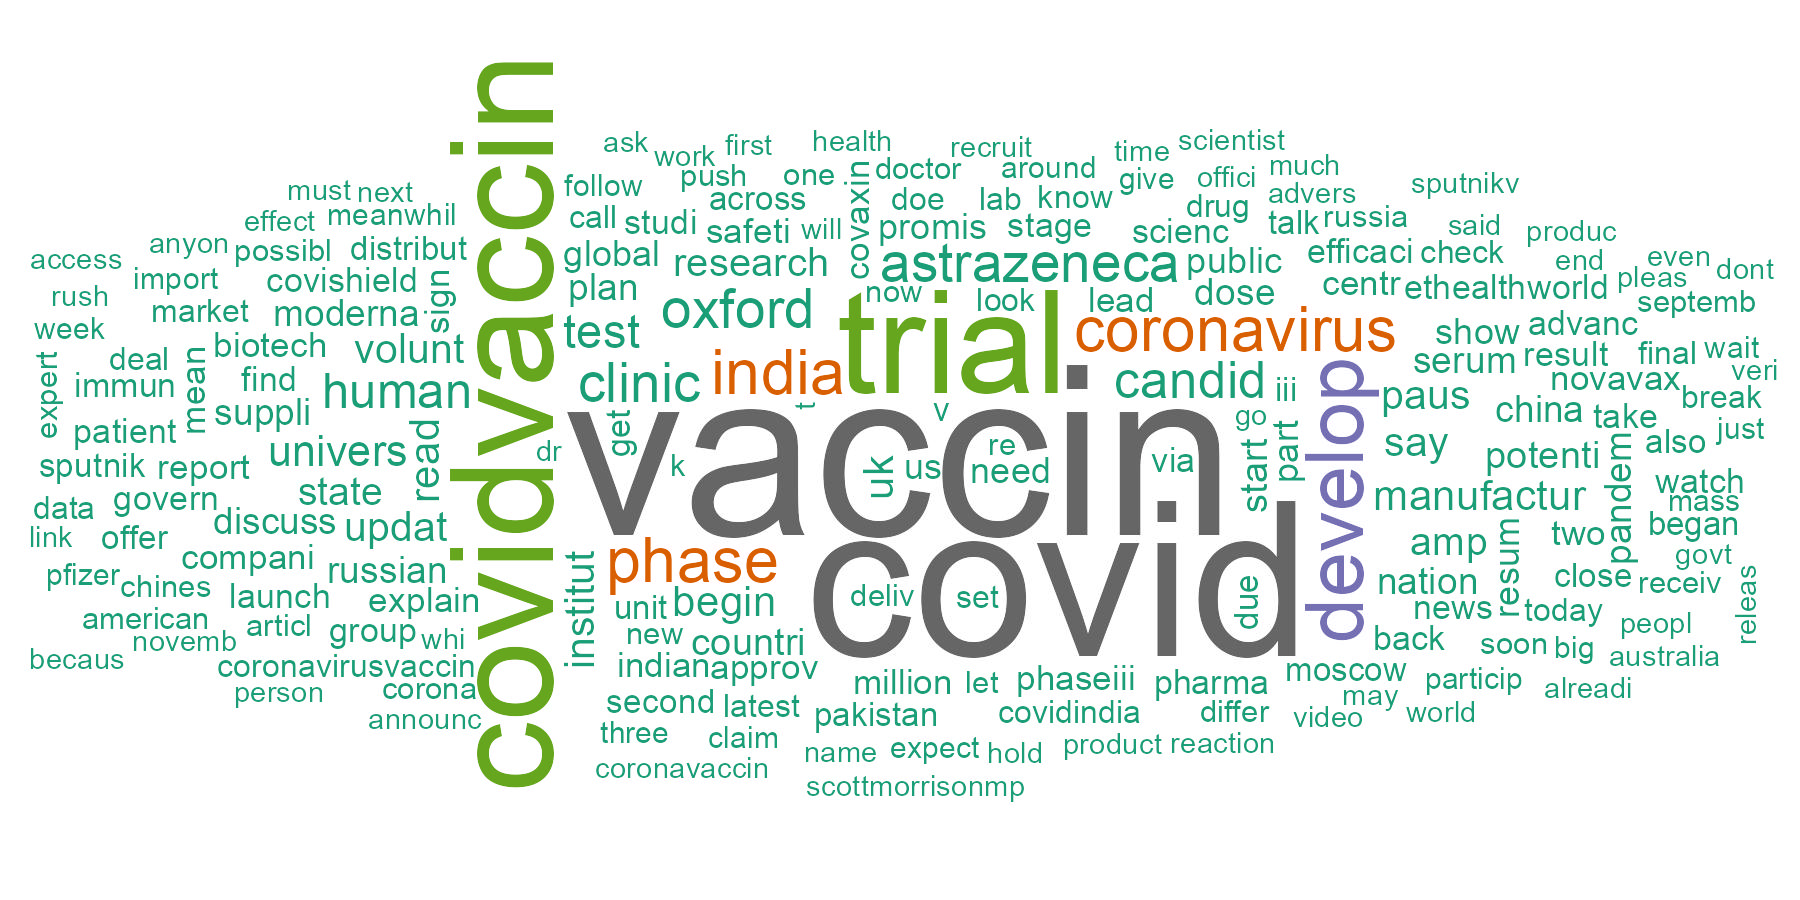 covidvaccin
vaccin
covid
trial
develop
coronavirus
india
phase
ask
work
first
health
recruit
time
scientist
must
next
follow
push
one
doctor
around
give
offici
much
sputnikv
effect
meanwhil
call
studi
across
safeti
will
covaxin
doe
lab
know
drug
advers
talk
russia
said
produc
access
anyon
possibl
distribut
global
research
promis
stage
scienc
astrazeneca
public
efficaci
check
end
even
dont
rush
import
covishield
sign
plan
now
look
lead
dose
centr
ethealthworld
pleas
septemb
week
market
moderna
test
oxford
show
advanc
deal
biotech
volunt
clinic
candid
iii
serum
result
final
wait
veri
expert
immun
mean
find
human
suppli
get
t
v
go
paus
novavax
china
take
break
just
patient
univers
read
dr
k
uk
us
re
need
via
start
part
say
potenti
pandem
also
sputnik
report
state
manufactur
watch
mass
data
govern
discuss
updat
amp
resum
two
began
link
offer
compani
russian
institut
govt
pfizer
chines
launch
explain
unit
begin
deliv
set
due
nation
close
receiv
releas
american
novemb
articl
group
whi
new
countri
news
today
peopl
becaus
coronavirusvaccin
indian
approv
back
soon
big
australia
person
corona
million
let
phaseiii
pharma
moscow
particip
alreadi
announc
second
latest
pakistan
covidindia
differ
may
video
world
three
claim
name
expect
hold
product
reaction
coronavaccin
scottmorrisonmp